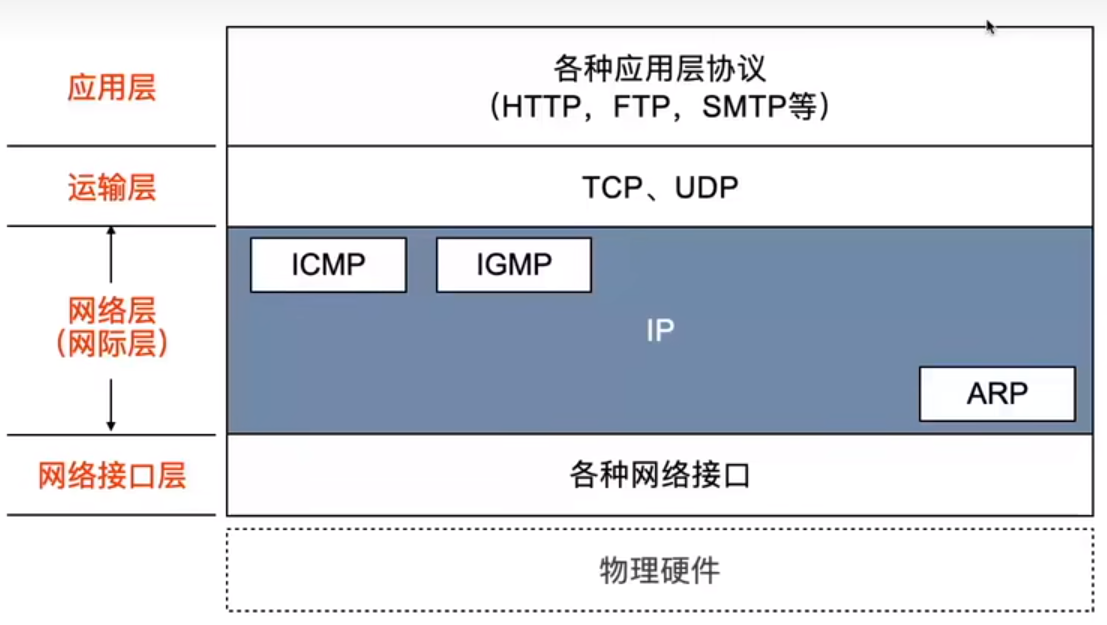 应用层
各种应用层协议
（HTTP，FTP，SMTP等）
运输层
TCP、UDP
ICMP
IGMP
网络层
（网际层）
IP
ARP
网络接口层
各种网络接口
物理硬件